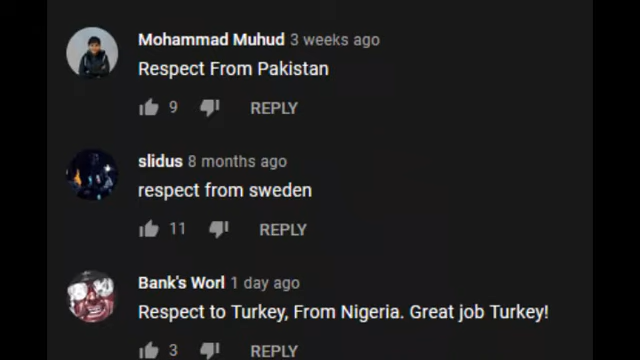 Mohammad Muhud 3 weeks ago
Respect From Pakistan
9 REPLY
slidus 8 months ago
respect from sweden
11 REPLY
Bank's Worl 1 day ago
Respect to Turkey, From Nigeria. Great job Turkey!
3 REPLY